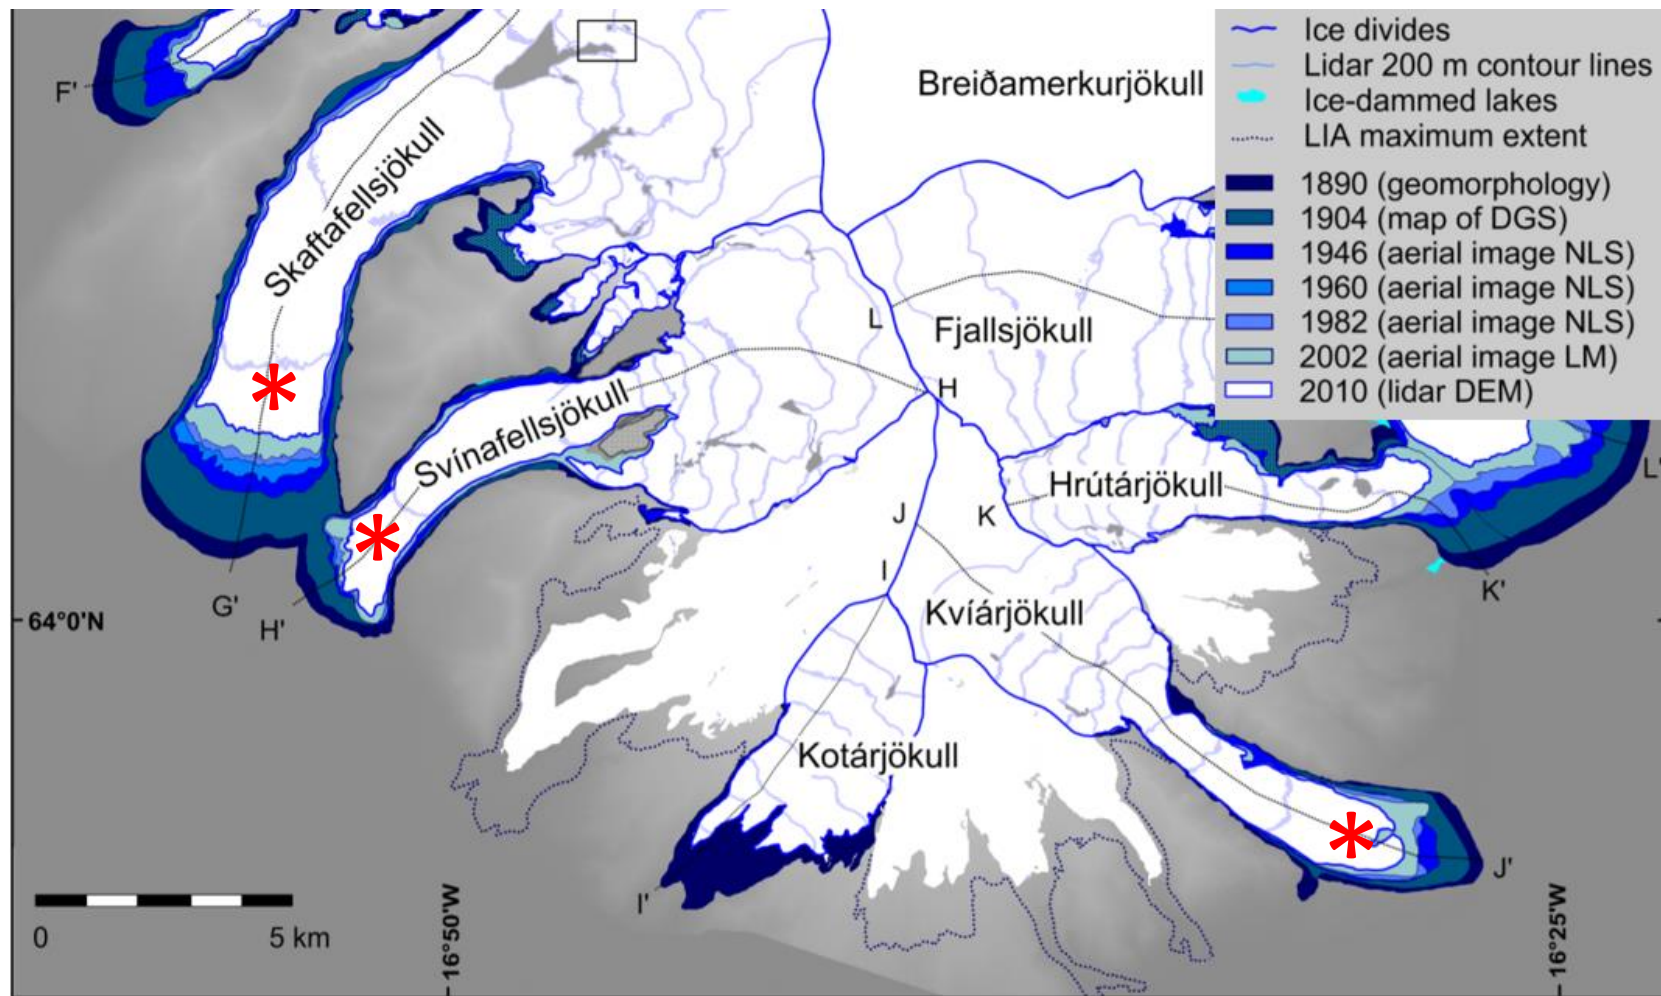 Ice divides
Lidar 200 m contour lines
Ice-dammed lakes
LIA maximum extent
1890 (geomorphology)
1904 (map of DGS)
1946 (aerial image NLS)
1960 (aerial image NLS)
1982 (aerial image NLS)
2002 (aerial image LM)
2010 (lidar DEM)
F'
Breiðamerkurjökull
Skaftafellsjökull
L
Fjallsjökull
H
Svínafellsjökull
L'
Hrútárjökull
J
K
I
K'
G'
H'
64°0'N
Kvíárjökull
Kotárjökull
J'
I'
0
5 km
16°50'W
16°25'W